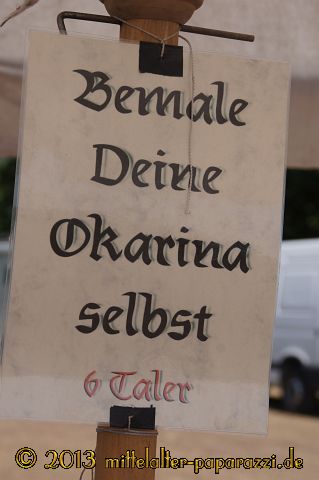 Bemale
Deine
Okarina
selbst
6 Taler
© 2013 mittelalter-paparazzi.de